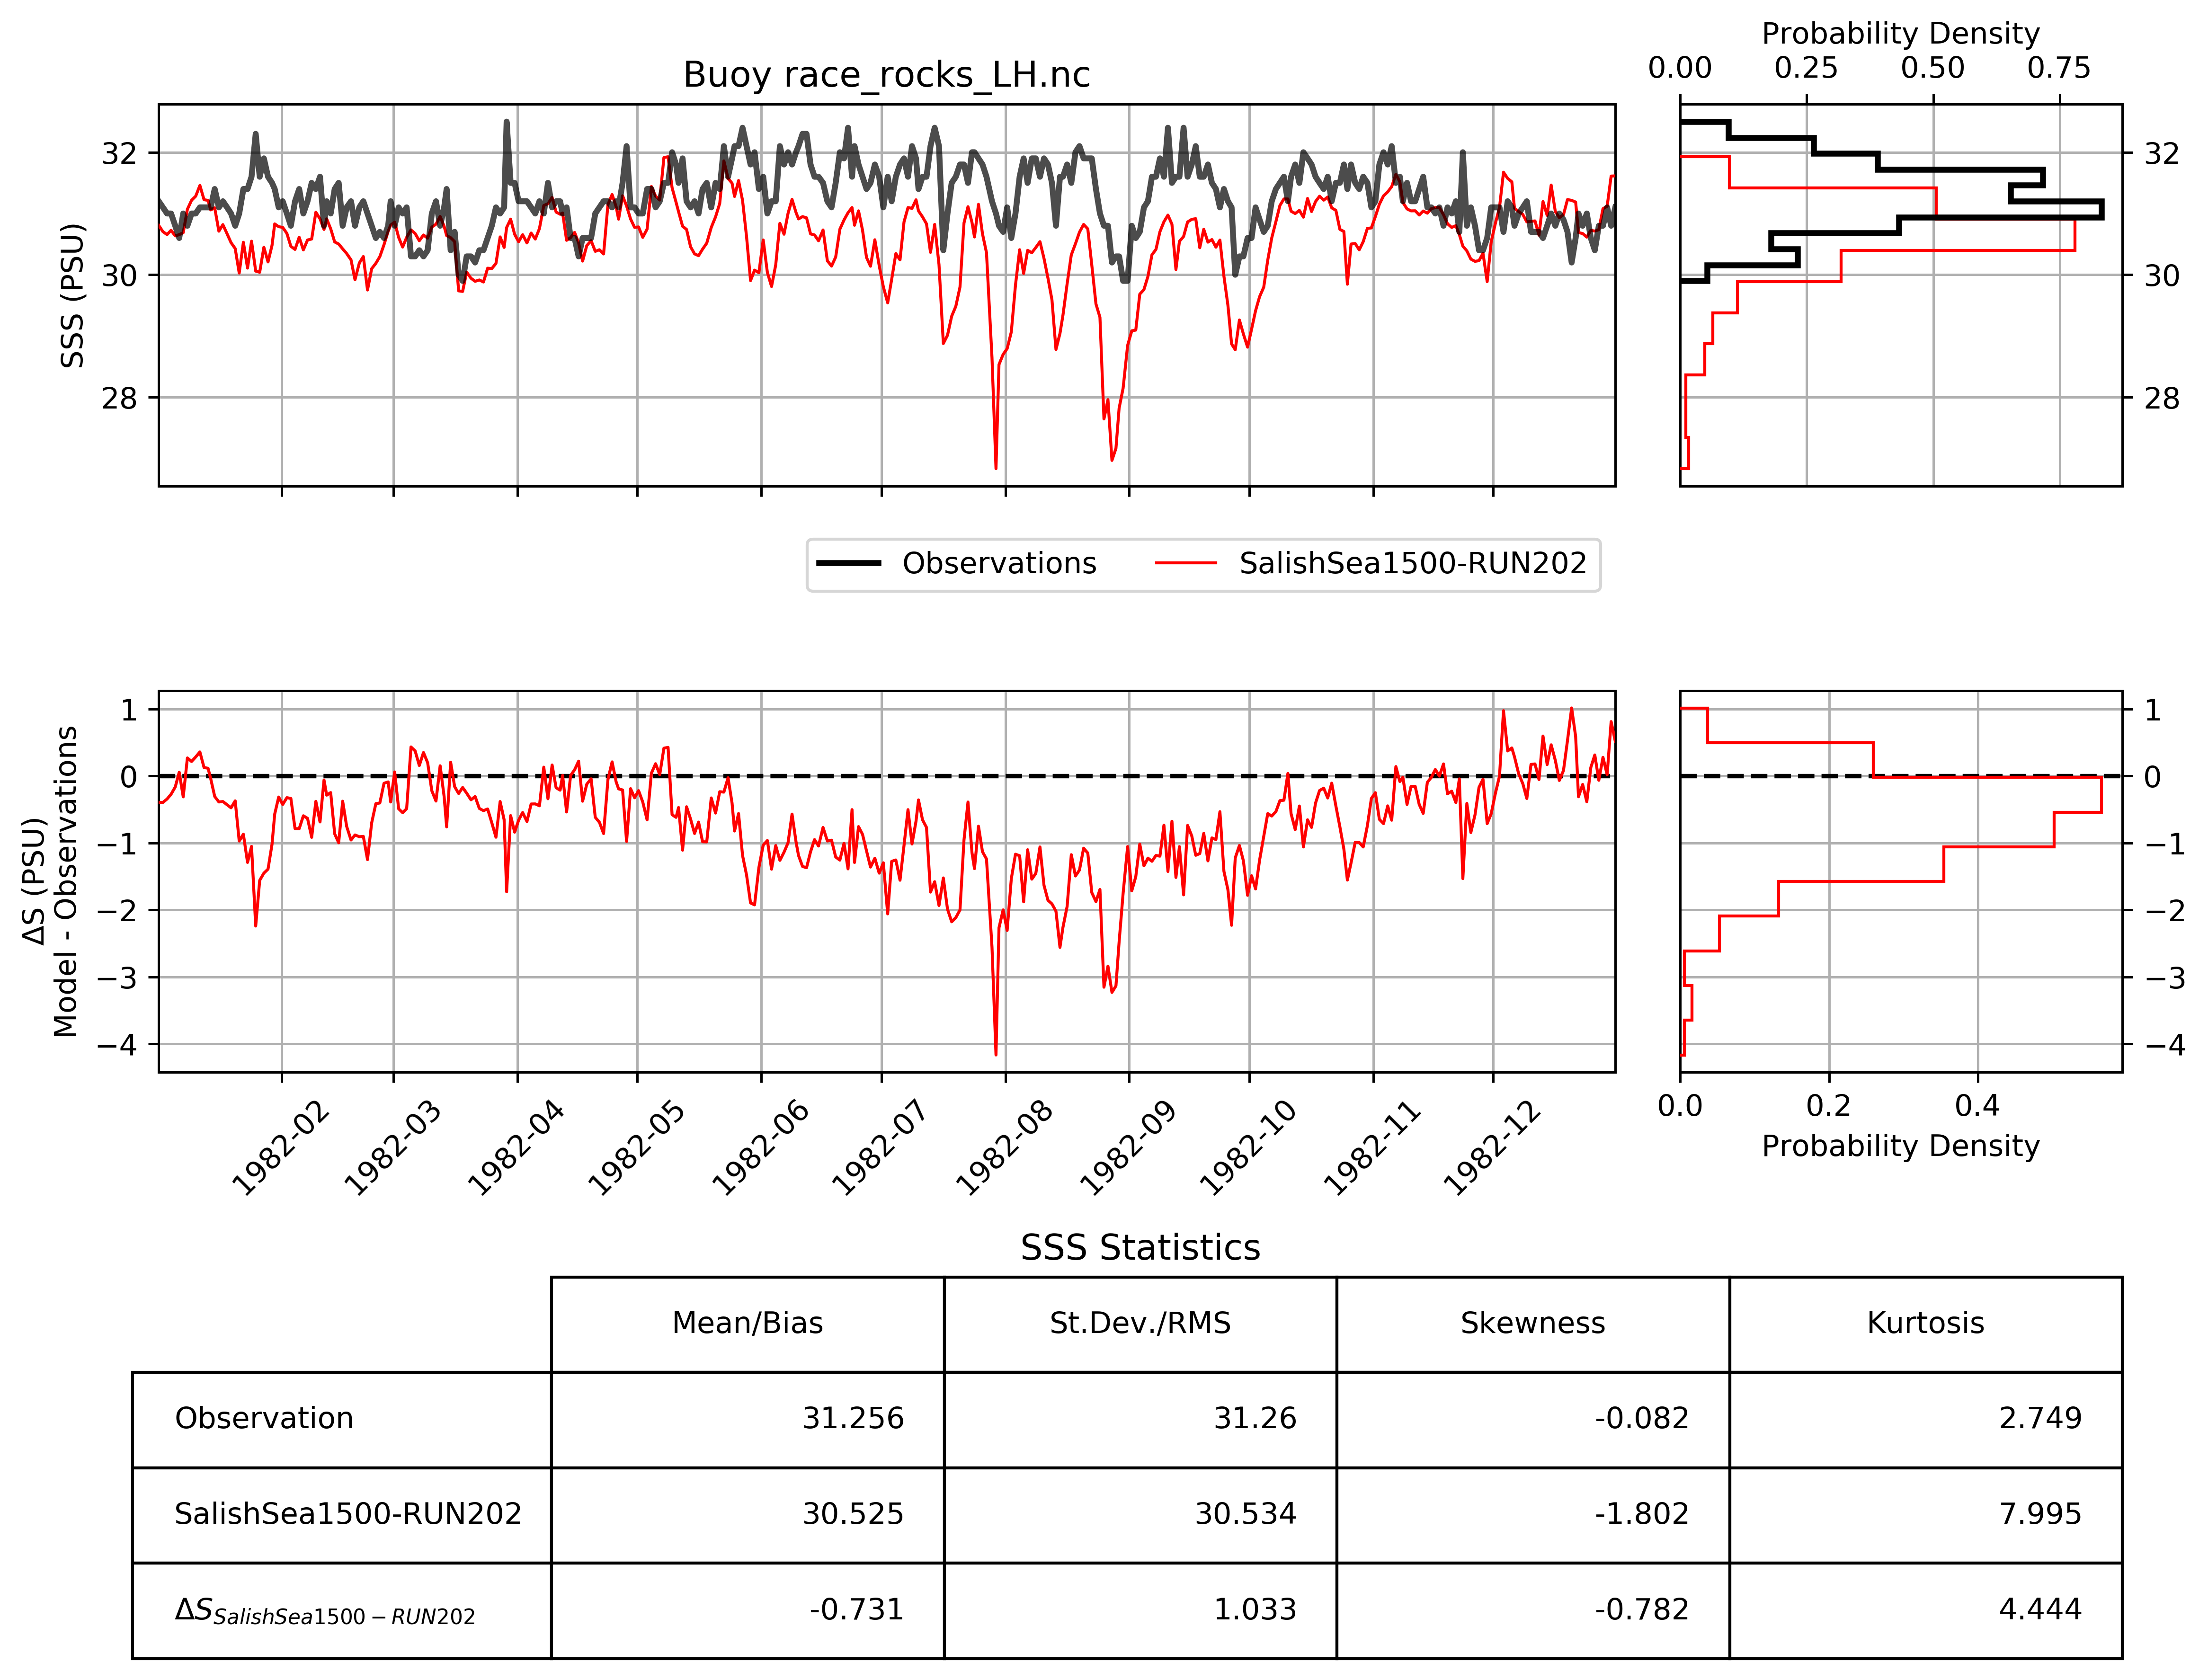 Probability Density
0.00 0.25 0.50 0.75
Buoy race_rocks_LH.nc
SSS (PSU)
32
30
28
32
30
28
Observations SalishSea1500-RUN202
ΔS (PSU)
Model - Observations
1
0
−1
−2
−3
−4
1
0
−1
−2
−3
−4
1982-02 1982-03 1982-04 1982-05 1982-06 1982-07 1982-08 1982-09 1982-10 1982-11 1982-12
0.0 0.2 0.4
Probability Density
SSS Statistics
Mean/Bias St.Dev./RMS Skewness Kurtosis
Observation 31.256 31.26 -0.082 2.749
SalishSea1500-RUN202 30.525 30.534 -1.802 7.995
ΔS SalishSea1500−RUN202 -0.731 1.033 -0.782 4.444